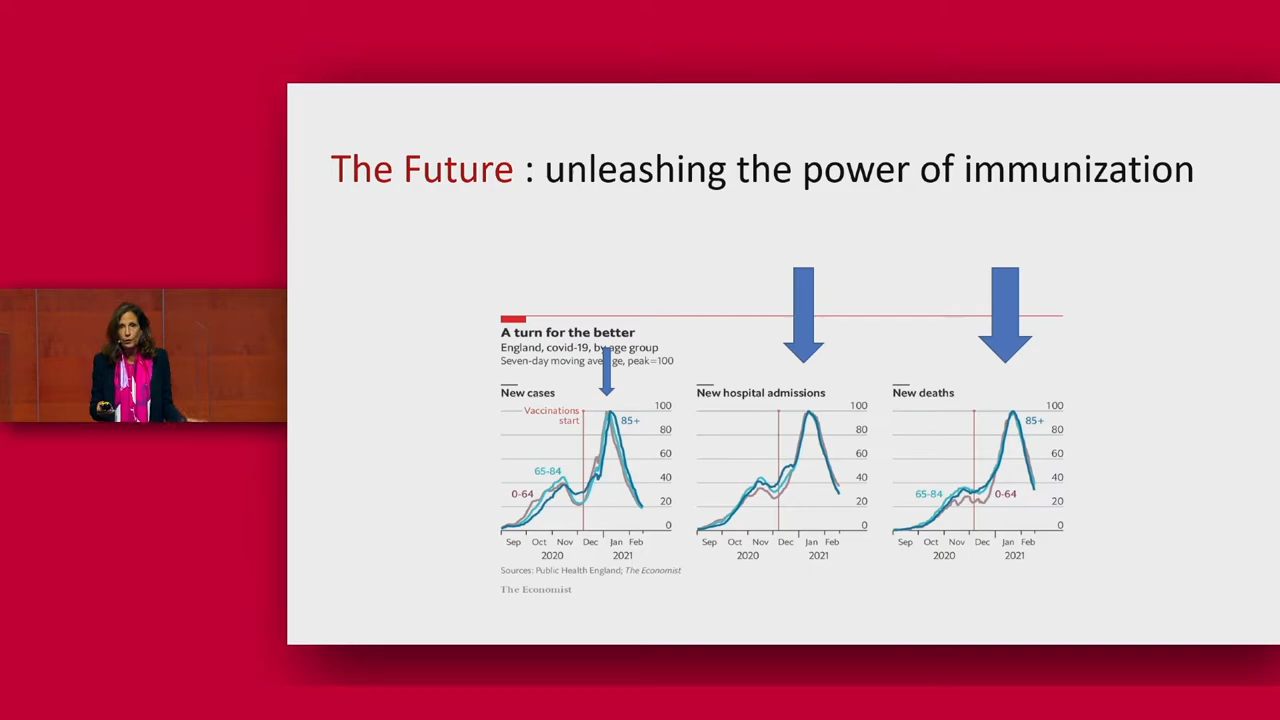 The Future : unleashing the power of immunization
A turn for the better
England, covid-19, by age group
Seven-day moving average, peak=100
New cases
Vaccinations
start
100
85+
80
60
65-84
40
0-64
20
0
Sep Oct Nov Dec Jan Feb
2020 2021
New hospital admissions
100
80
60
40
20
0
Sep Oct Nov Dec Jan Feb
2020 2021
New deaths
100
85+
80
60
40
65-84
0-64
20
0
Sep Oct Nov Dec Jan Feb
2020 2021
Sources: Public Health England; The Economist
The Economist